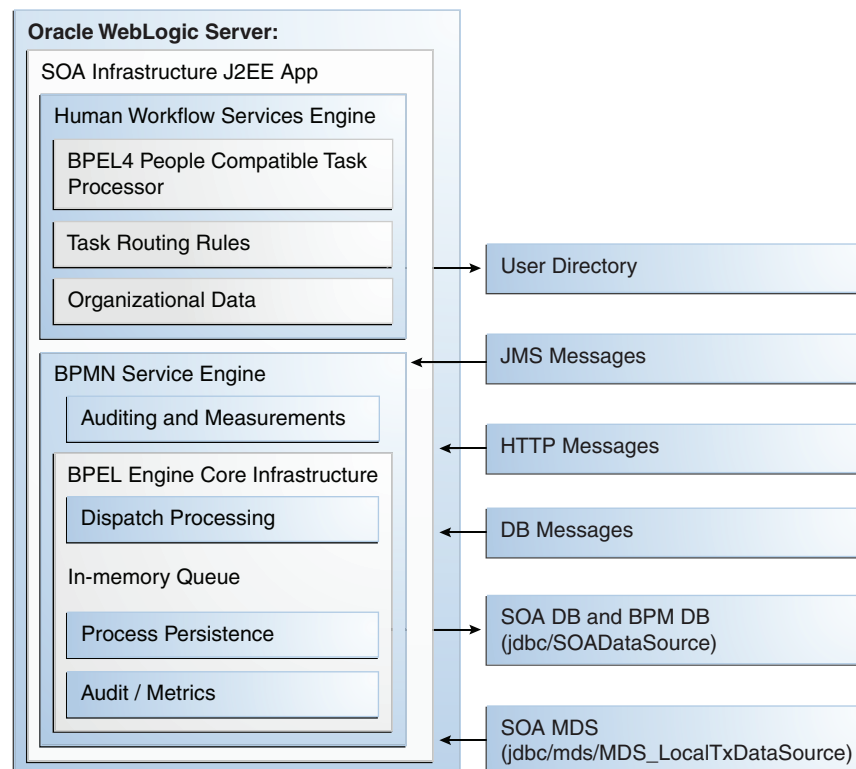 Oracle WebLogic Server:
SOA Infrastructure J2EE App
Human Workflow Services Engine
BPEL4 People Compatible Task
Processor
Task Routing Rules
Organizational Data
BPMN Service Engine
Auditing and Measurements
BPEL Engine Core Infrastructure
Dispatch Processing
In-memory Queue
Process Persistence
Audit / Metrics
User Directory
JMS Messages
HTTP Messages
DB Messages
SOA DB and BPM DB
(jdbc/SOADataSource)
SOA MDS
(jdbc/mds/MDS_LocalTxDataSource)